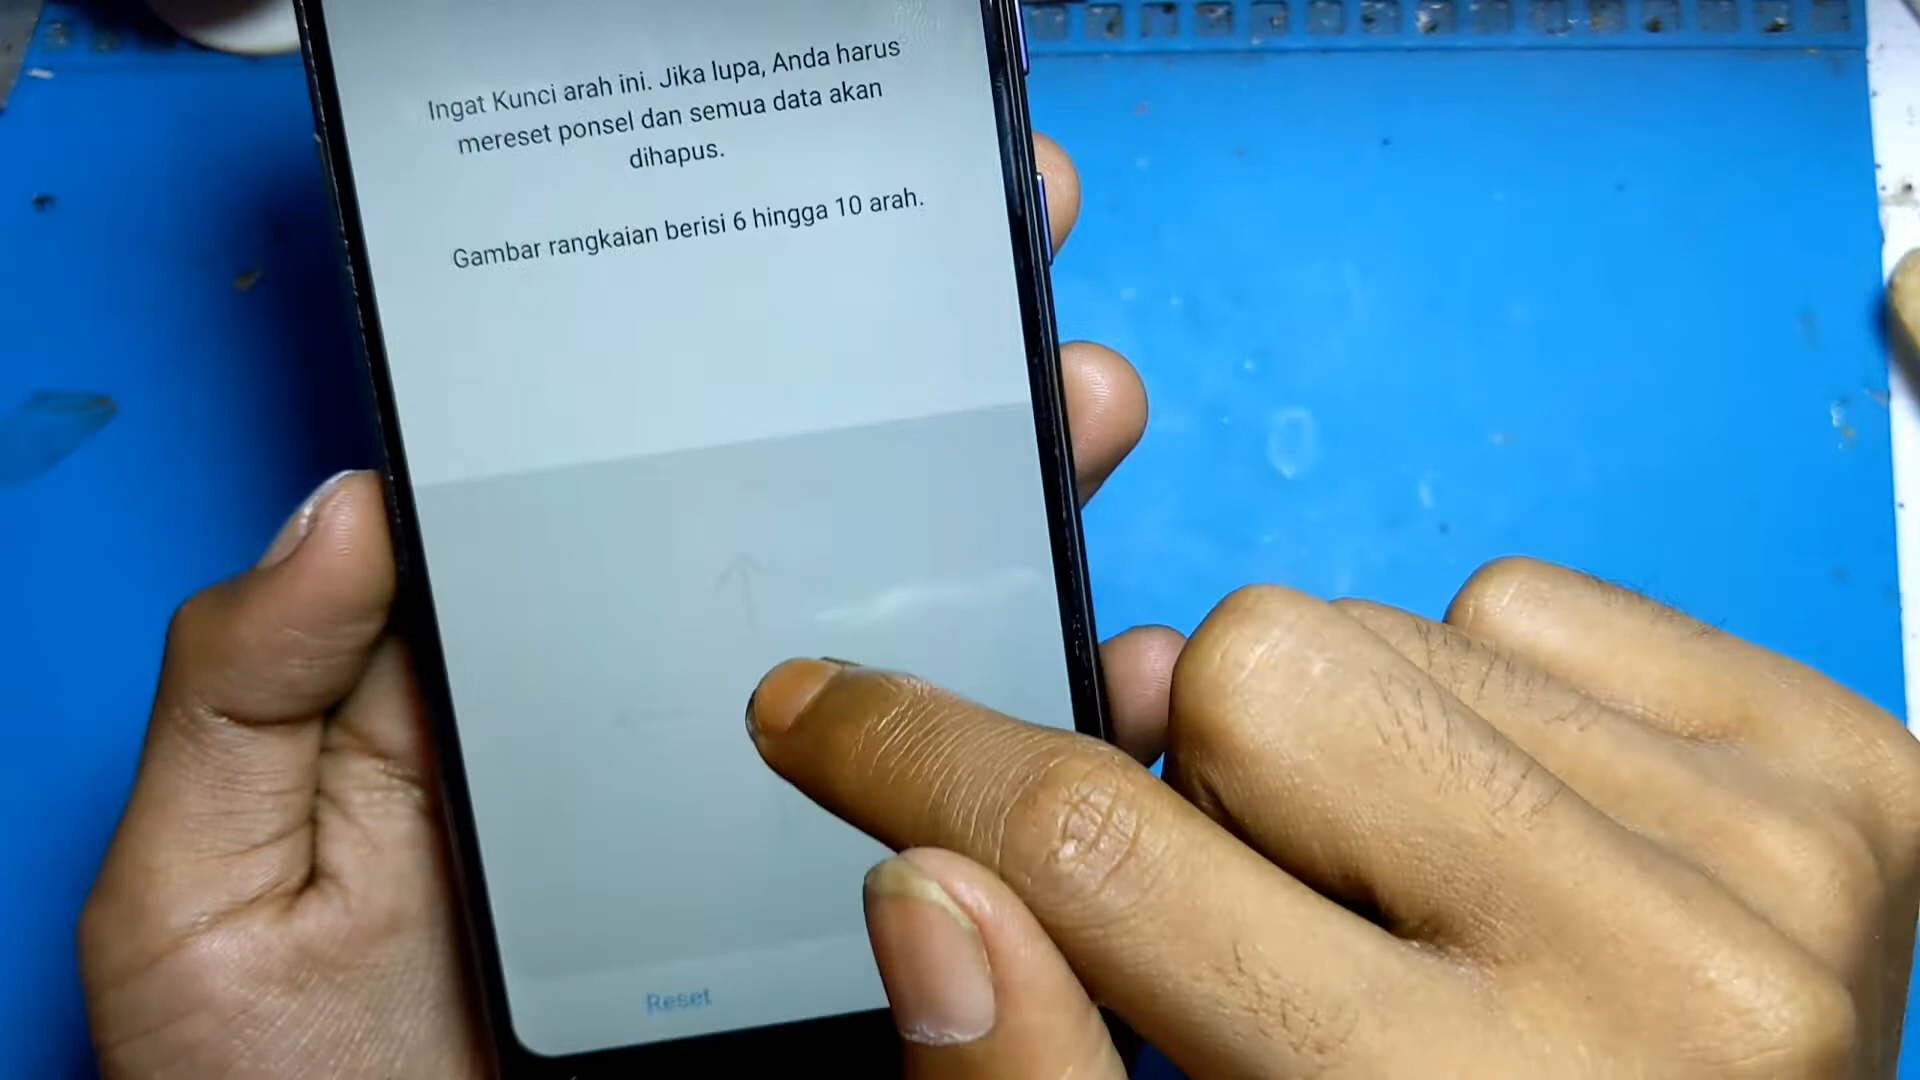 Ingat Kunci arah ini. Jika lupa, Anda harus
mereset ponsel dan semua data akan
dihapus.
Gambar rangkaian berisi 6 hingga 10 arah.
Reset